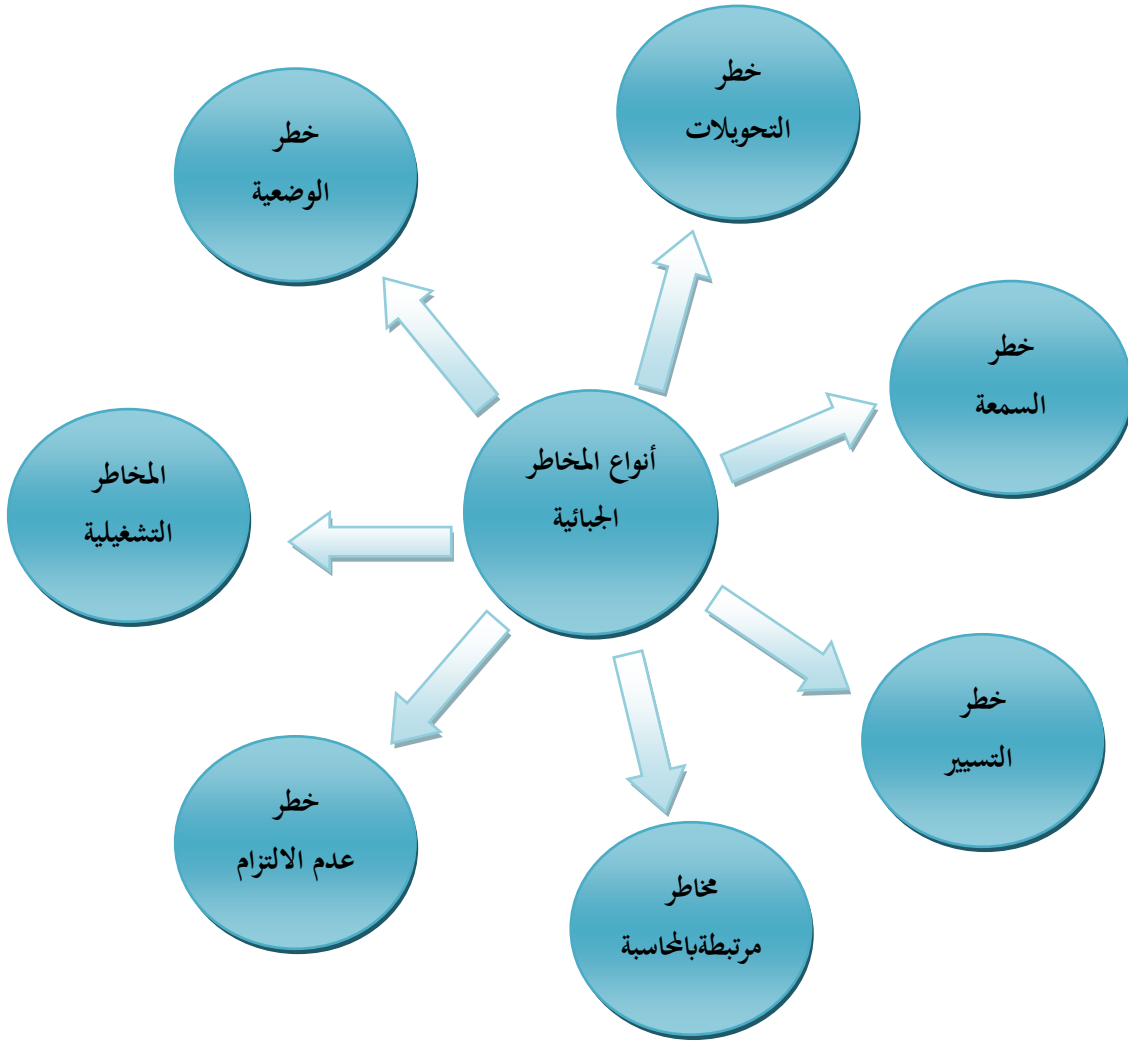 خطر
التحويلات
خطر
الوضعية
خطر
السمعة
أنواع المخاطر
الجبائية
المخاطر
التشغيلية
خطر
التسيير
خطر
عدم الالتزام
مخاطر
مرتبطةبالمحاسبة